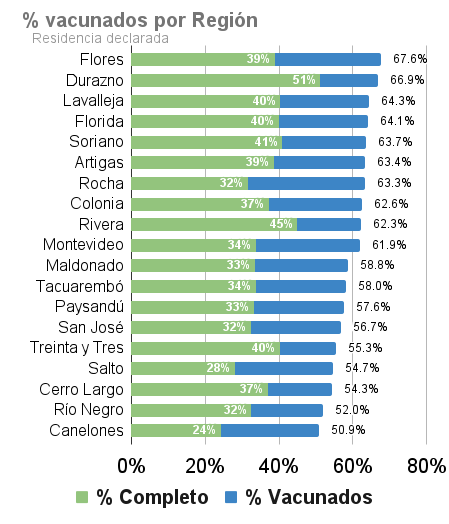 % vacunados por Región
Residencia declarada
Flores 39% 67.6%
Durazno 51% 66.9%
Lavalleja 40% 64.3%
Florida 40% 64.1%
Soriano 41% 63.7%
Artigas 39% 63.4%
Rocha 32% 63.3%
Colonia 37% 62.6%
Rivera 45% 62.3%
Montevideo 34% 61.9%
Maldonado 33% 58.8%
Tacuarembó 34% 58.0%
Paysandú 33% 57.6%
San José 32% 56.7%
Treinta y Tres 40% 55.3%
Salto 28% 54.7%
Cerro Largo 37% 54.3%
Río Negro 32% 52.0%
Canelones 24% 50.9%
0% 20% 40% 60% 80%
% Completo % Vacunados